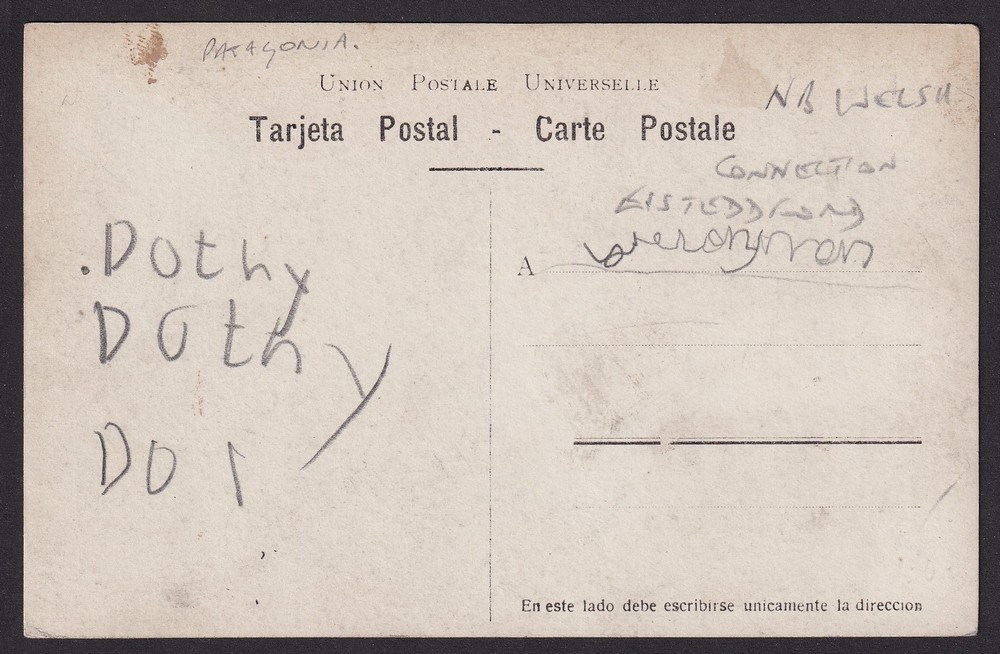 PATAGONIA.
UNION POSTALE UNIVERSELLE
NB WELSH
Tarjeta Postal - Carte Postale
CONNECTION
A
Dothy
Dothy
DO
En este lado debe escribirse unicamente la direccion